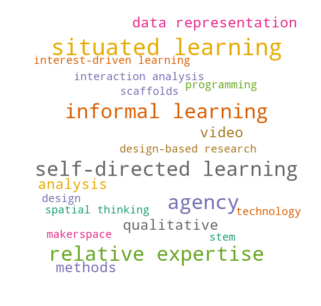 data representation
situated learning
interest-driven learning
interaction analysis
programming
scaffolds
informal learning
video
design-based research
self-directed learning
analysis
design
agency
spatial thinking
technology
qualitative
makerspace
stem
relative expertise
methods